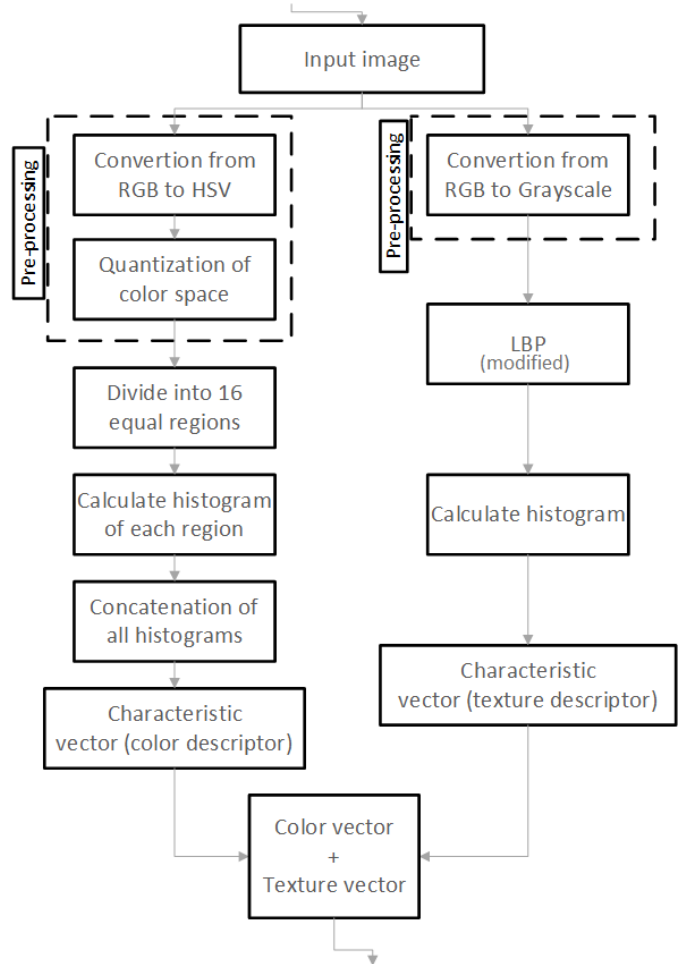 Input image
Pre-processing
Convertion from
RGB to HSV
Quantization of
color space
Divide into 16
equal regions
Calculate histogram
of each region
Concatenation of
all histograms
Characteristic
vector (color descriptor)
Pre-processing
Convertion from
RGB to Grayscale
LBP
(modified)
Calculate histogram
Characteristic
vector (texture descriptor)
Color vector
+
Texture vector